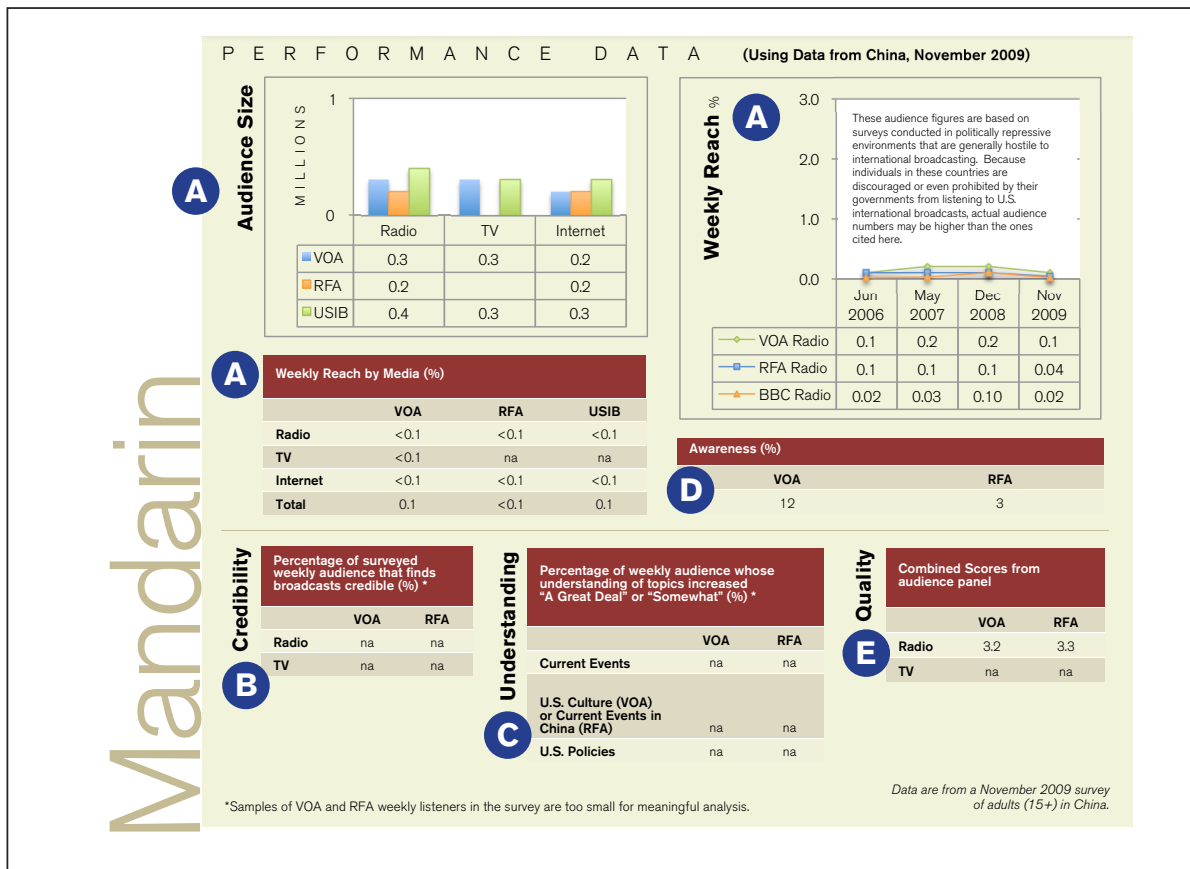 Mandarin
PERFORMANCE DATA (Using Data from China, November 2009)
A
Audience Size
MILLIONS
1
0
Radio TV Internet
VOA 0.3 0.3 0.2
RFA 0.2 0.2
USIB 0.4 0.3 0.3
Weekly Reach %
A
3.0
2.0
1.0
0.0
These audience figures are based on
surveys conducted in politically repressive
environments that are generally hostile to
international broadcasting. Because
individuals in these countries are
discouraged or even prohibited by their
governments from listening to U.S.
international broadcasts, actual audience
numbers may be higher than the ones
cited here.
Jun May Dec Nov
2006 2007 2008 2009
VOA Radio 0.1 0.2 0.2 0.1
RFA Radio 0.1 0.1 0.1 0.04
BBC Radio 0.02 0.03 0.10 0.02
A
Weekly Reach by Media (%)
VOA RFA USIB
Radio <0.1 <0.1 <0.1
TV <0.1 na na
Internet <0.1 <0.1 <0.1
Total 0.1 <0.1 0.1
Awareness (%)
D
VOA RFA
12 3
Credibility
B
Percentage of surveyed
weekly audience that finds
broadcasts credible (%) *
VOA RFA
Radio na na
TV na na
Understanding
C
Percentage of weekly audience whose
understanding of topics increased
“A Great Deal” or “Somewhat” (%) *
VOA RFA
Current Events na na
U.S. Culture (VOA)
or Current Events in
China (RFA) na na
U.S. Policies na na
Quality
E
Combined Scores from
audience panel
VOA RFA
Radio 3.2 3.3
TV na na
*Samples of VOA and RFA weekly listeners in the survey are too small for meaningful analysis.
Data are from a November 2009 survey
of adults (15+) in China.